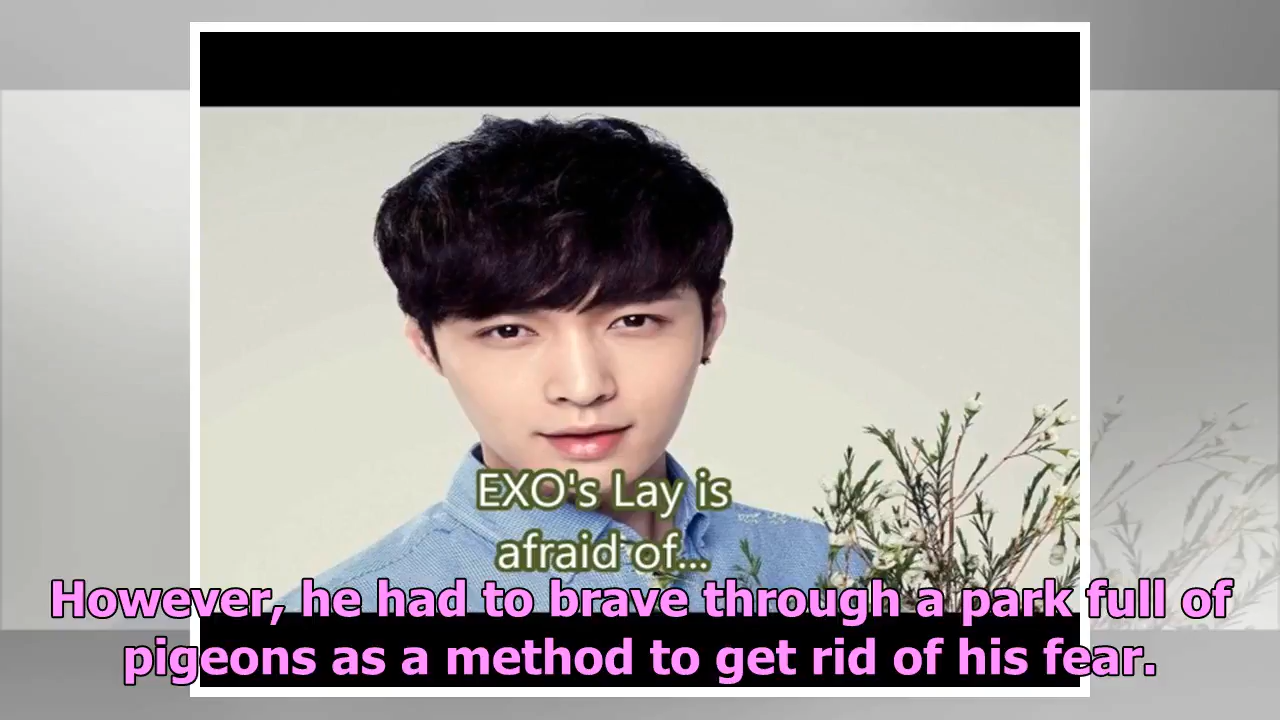 EXO's Lay is
afraid of...
However, he had to brave through a park full of
pigeons as a method to get rid of his fear.